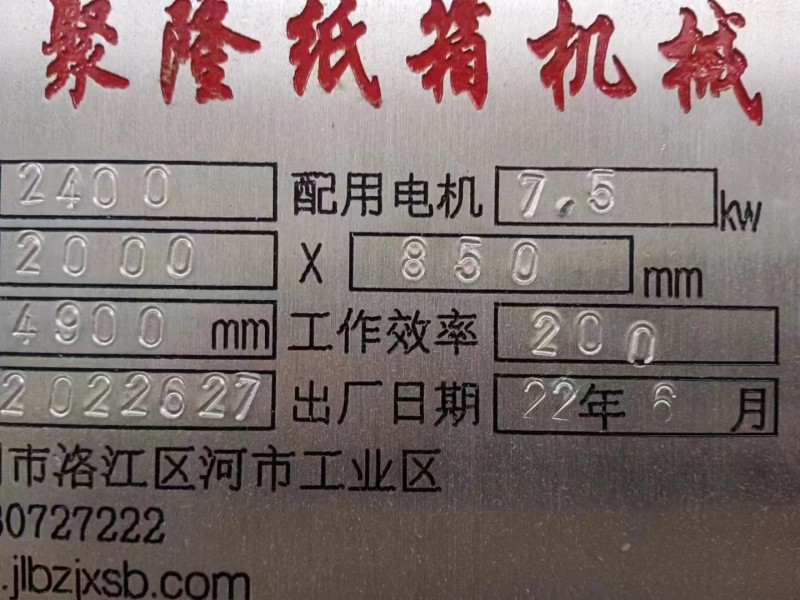 聚隆纸箱机械
2400 配用电机 7.5 kw
2000 X 850 mm
4900 mm 工作效率 200
2022627 出厂日期 22年6月
市洛江区河市工业区
0727222
.jlbzjxsb.com